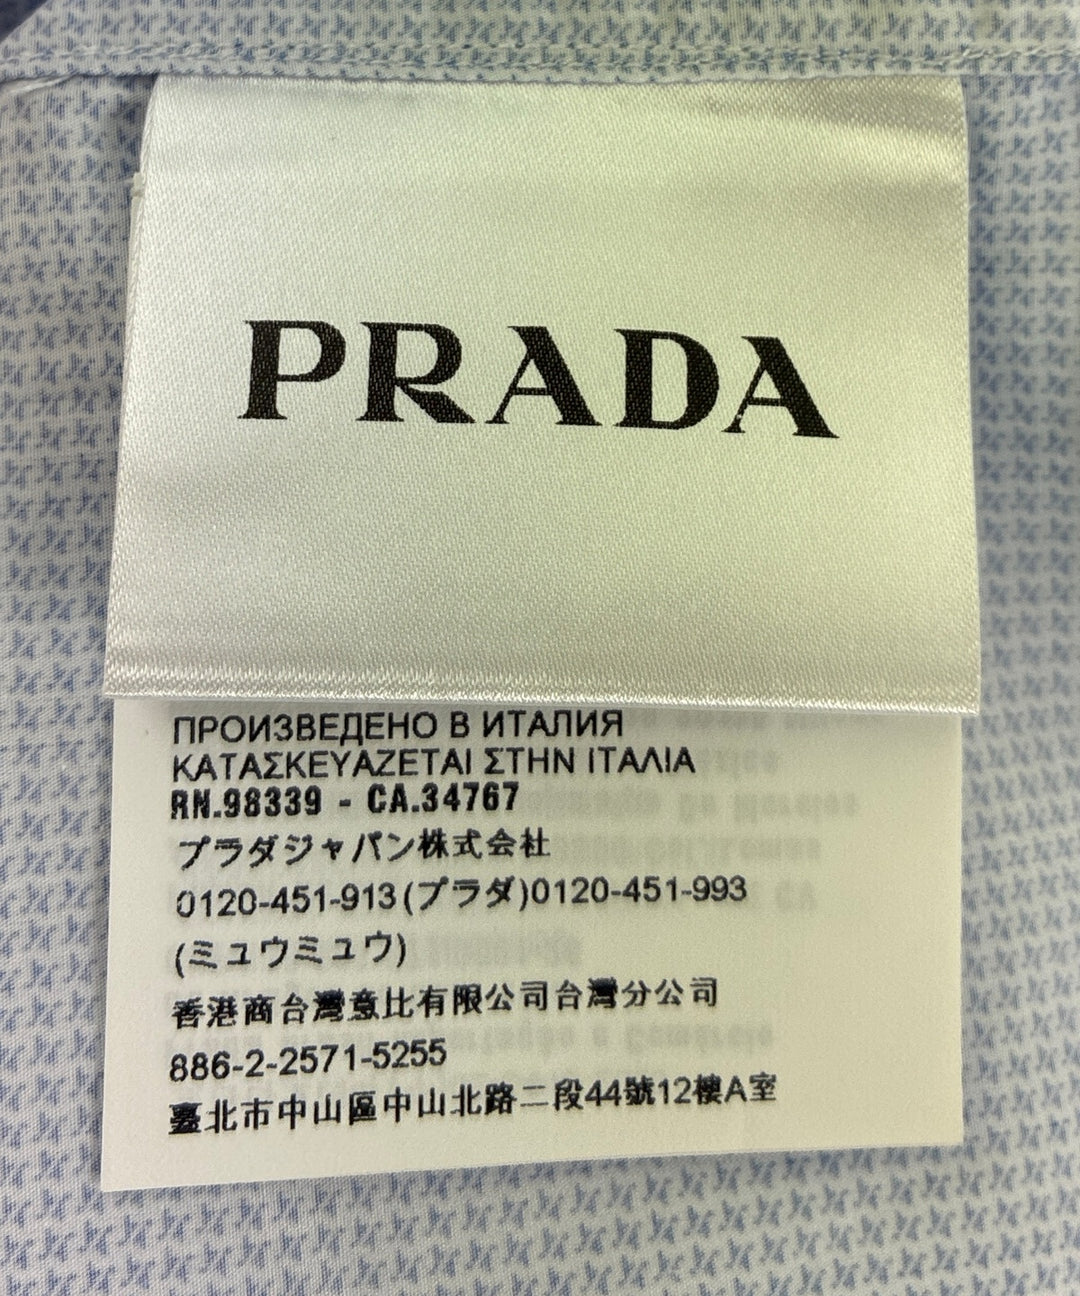 PRADA
ПРОИЗВЕДЕНО В ИТАЛИЯ
ΚΑΤΑΣΚΕΥΑΖΕΤΑΙ ΣΤΗΝ ΙΤΑΛΙΑ
RN.98339 - CA.34767
プラダジャパン株式会社
0120-451-913(プラダ)0120-451-993
(ミュウミュウ)
香港商台灣意比有限公司台灣分公司
886-2-2571-5255
臺北市中山區中山北路二段44號12樓A室